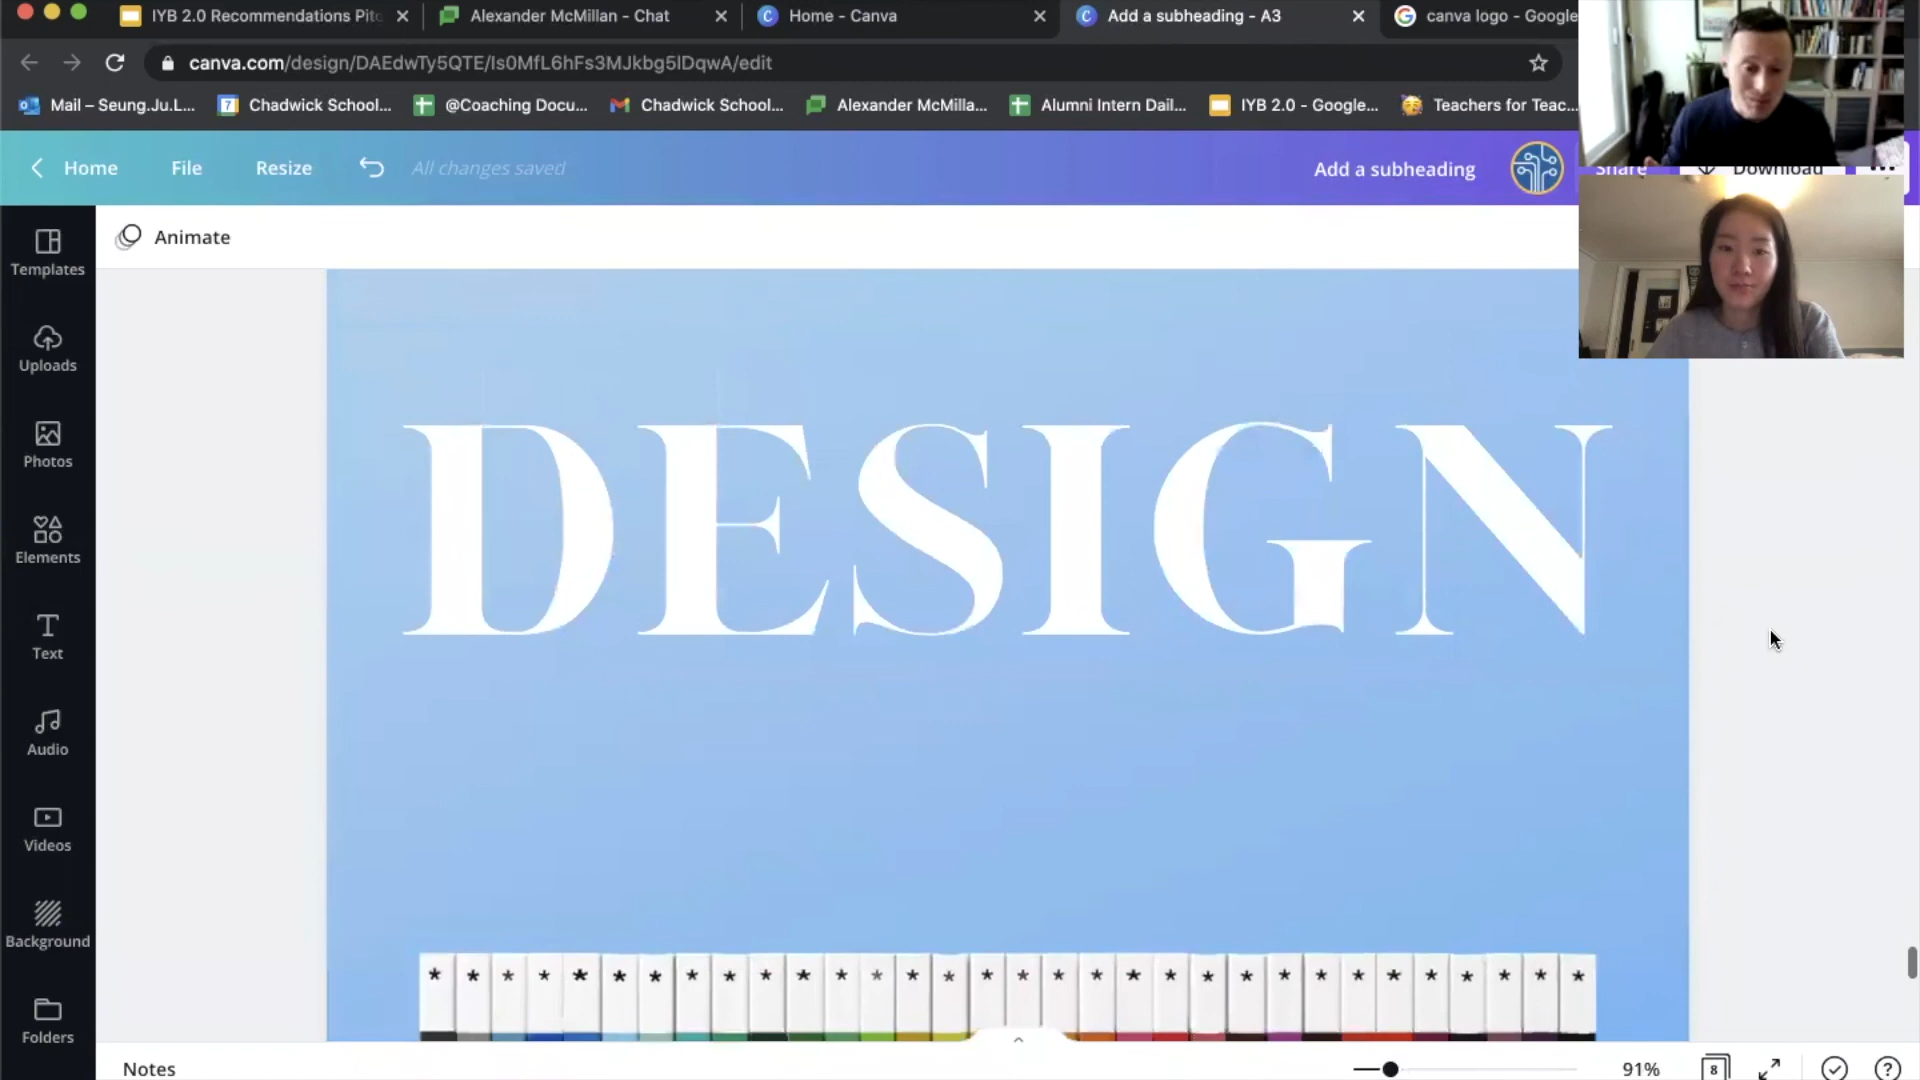 IYB 2.0 Recommendations Pitc
Alexander McMillan - Chat
Home - Canva
Add a subheading - A3
canva logo - Google
canva.com/design/DAEdwTy5QTE/Is0MfL6hFs3MJkbg5lDqwA/edit
Mail – Seung.Ju.L...
7
Chadwick School...
@Coaching Docu...
Chadwick School...
Alexander McMilla...
Alumni Intern Dail...
IYB 2.0 - Google...
Teachers for Teac...
Home
File
Resize
All changes saved
Add a subheading
Share
Download
Animate
Templates
Uploads
Photos
Elements
Text
Audio
Videos
Background
Folders
DESIGN
* * * * * * * * * * * * * * * * * * * * * * * * * * * * * * * *
Notes
91%
8
?